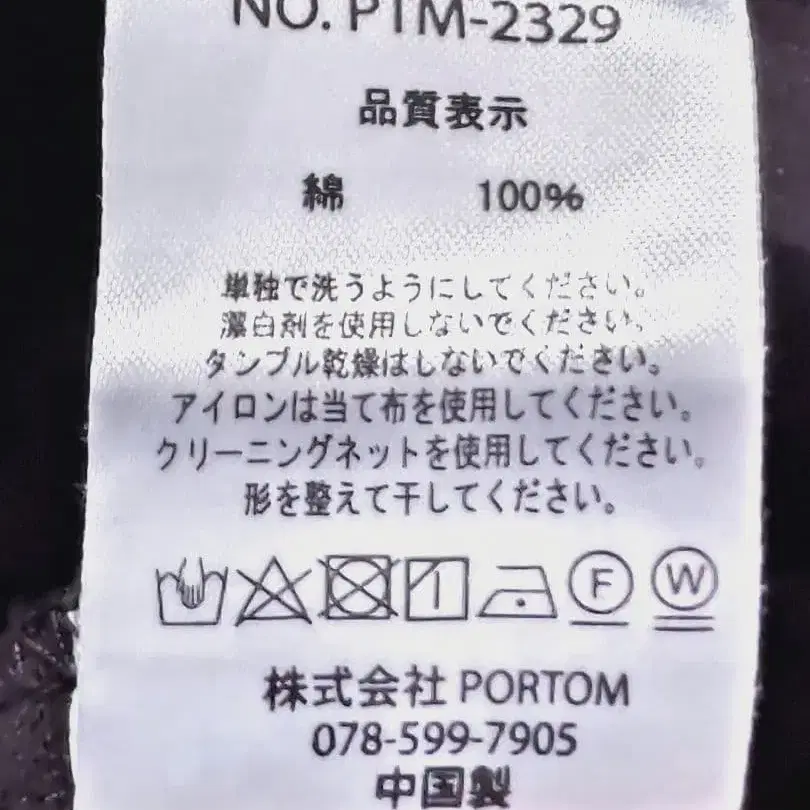 NO. PTM-2329
品質表示
綿 100%
単独で洗うようにしてください。
漂白剤を使用しないでください。
タンブル乾燥はしないでください。
アイロンは当て布を使用してください。
クリーニングネットを使用してください。
形を整えて干してください。
F W
株式会社 PORTOM
078-599-7905
中国製